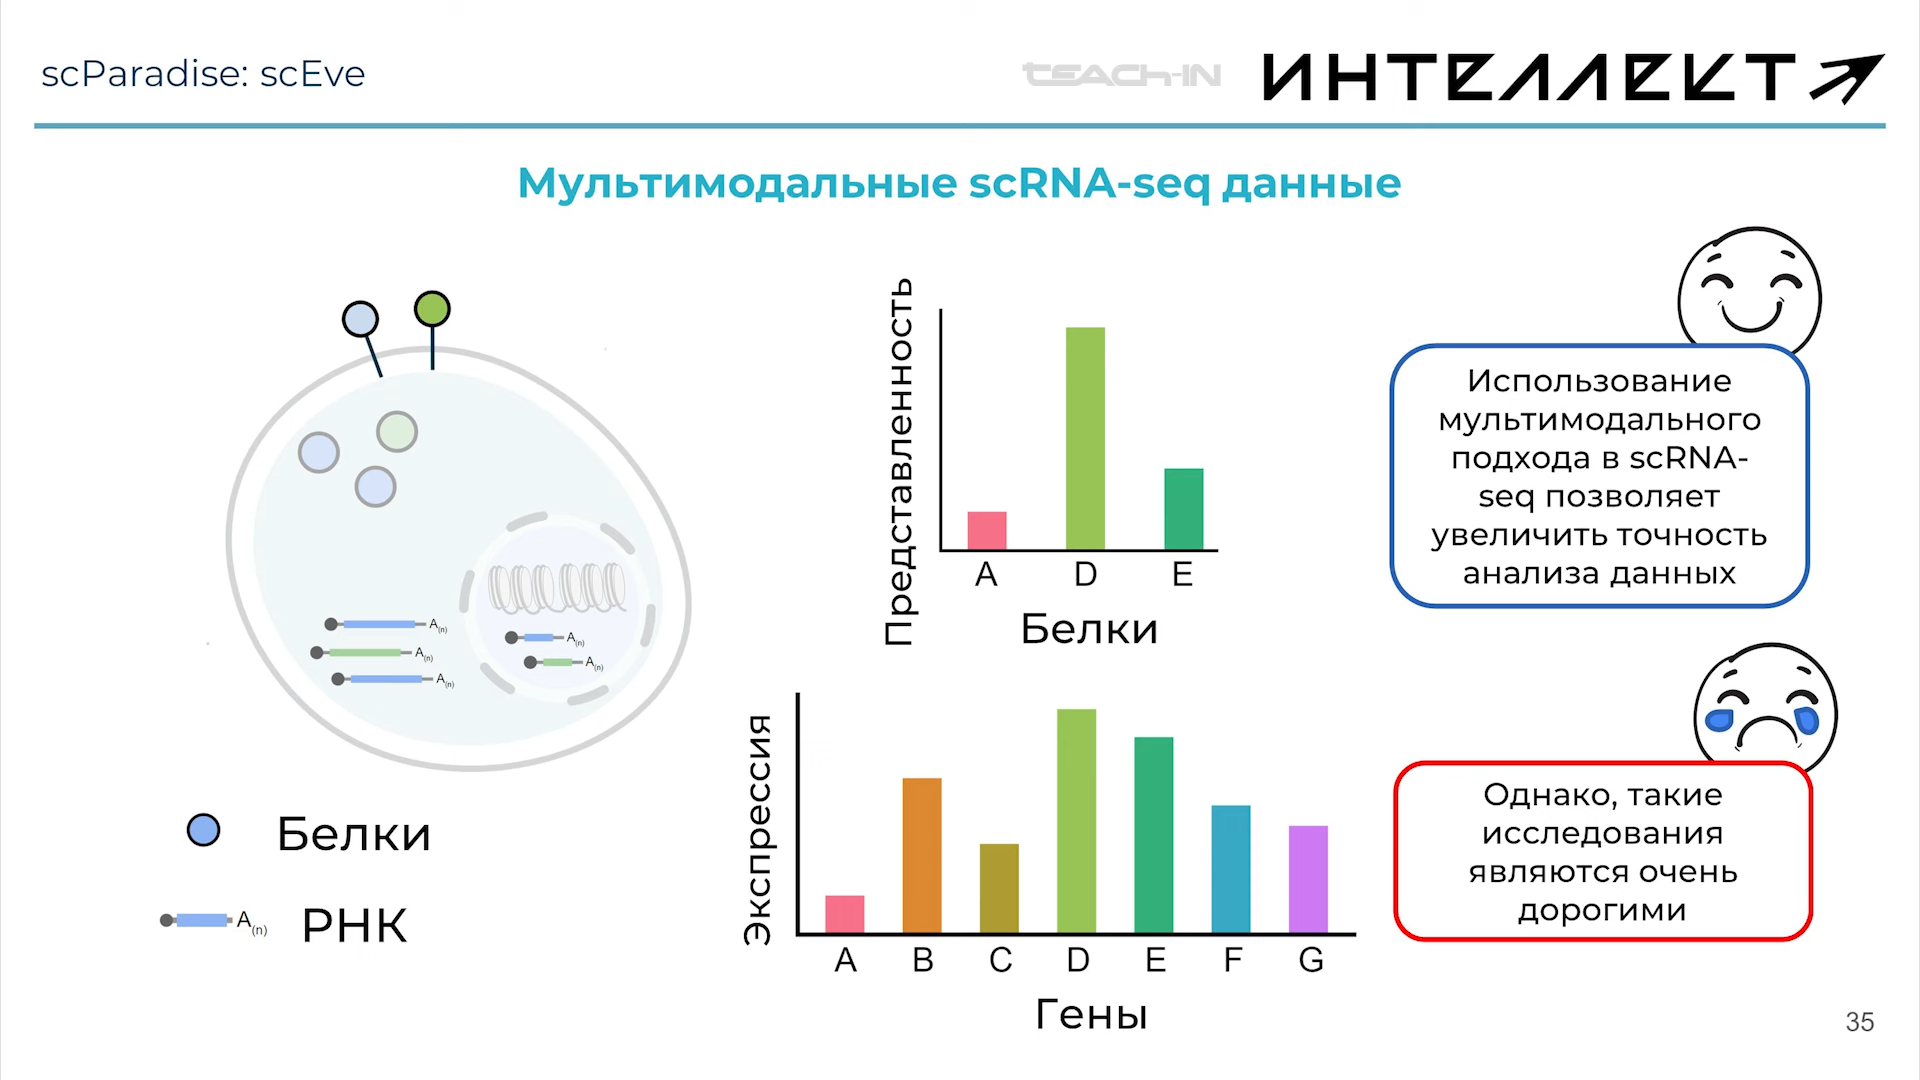 scParadise: scEve
TEACH-IN
ИНТЕЛЛЕКТ
Мультимодальные scRNA-seq данные
A(n)
A(n)
A(n)
A(n)
A(n)
Белки
A(n)
РНК
Представленность
A D E
Белки
Экспрессия
A B C D E F G
Гены
Использование
мультимодального
подхода в scRNA-
seq позволяет
увеличить точность
анализа данных
Однако, такие
исследования
являются очень
дорогими
35